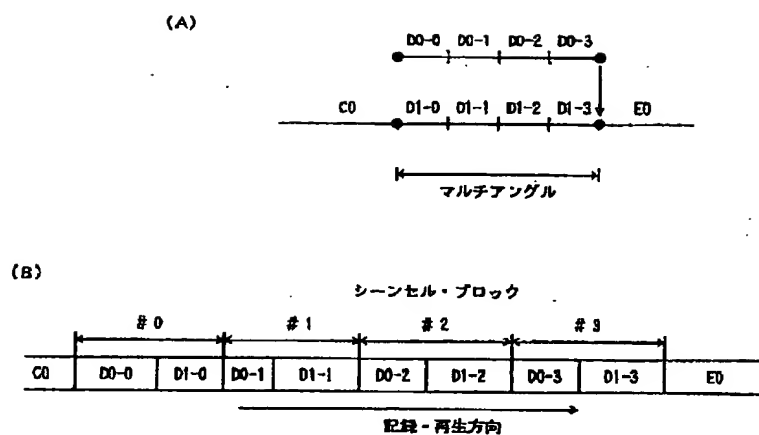 (A)
D0-0 D0-1 D0-2 D0-3
C0 D1-0 D1-1 D1-2 D1-3 E0
マルチアングル
(B)
シーンセル・ブロック
#0 #1 #2 #3
C0 D0-0 D1-0 D0-1 D1-1 D0-2 D1-2 D0-3 D1-3 E0
記録・再生方向